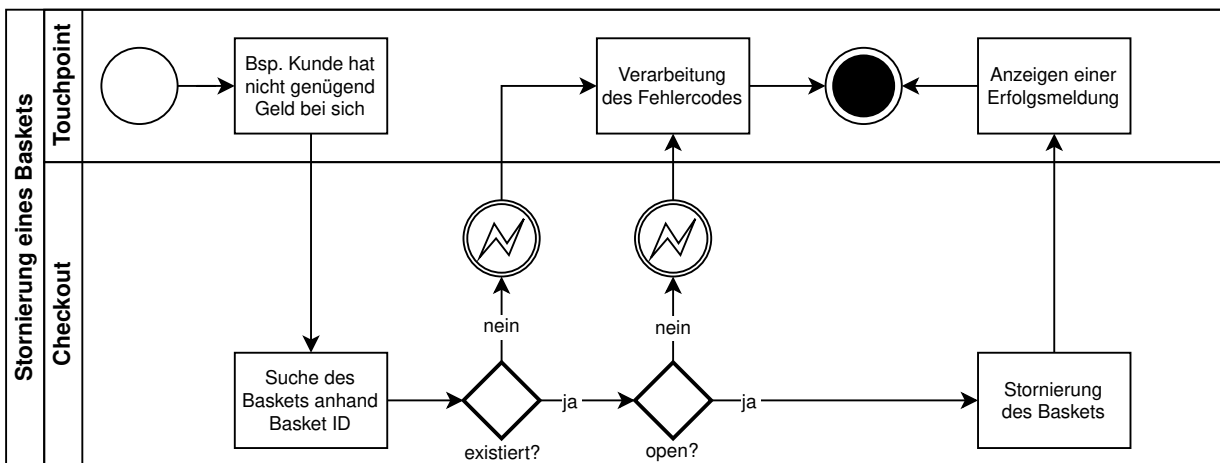 Stornierung eines Baskets
Touchpoint
Bsp. Kunde hat
nicht genügend
Geld bei sich
Verarbeitung
des Fehlercodes
Anzeigen einer
Erfolgsmeldung
Checkout
nein
nein
Suche des
Baskets anhand
Basket ID
existiert?
ja
open?
ja
Stornierung
des Baskets